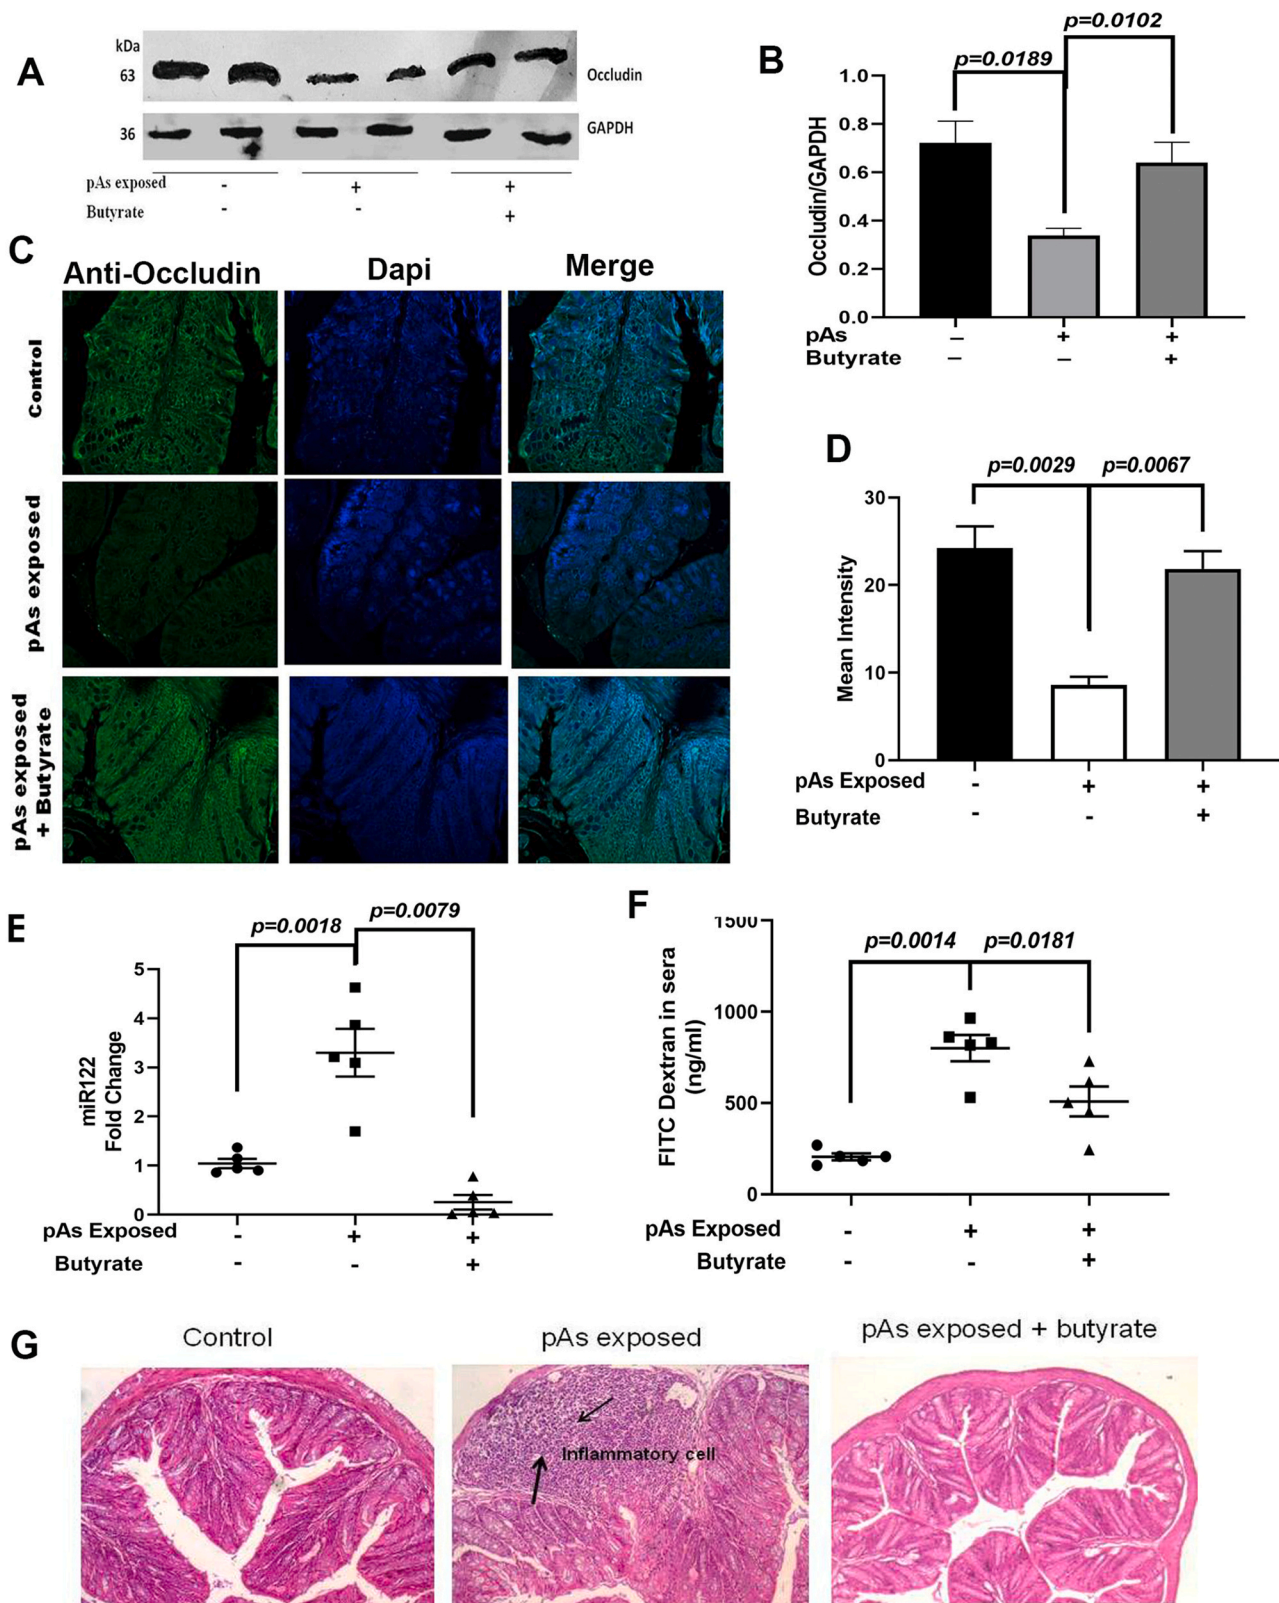 A
kDa
63
Occludin
36
GAPDH
pAs exposed - + +
Butyrate - - +
B
p=0.0102
p=0.0189
Occludin/GAPDH
1.0
0.8
0.6
0.4
0.2
0.0
pAs – + +
Butyrate – – +
C
Anti-Occludin Dapi Merge
Control
pAs exposed
pAs exposed
+ Butyrate
D
p=0.0029 p=0.0067
Mean Intensity
30
20
10
0
pAs Exposed - + +
Butyrate - - +
E
p=0.0018 p=0.0079
miR122
Fold Change
5
4
3
2
1
0
pAs Exposed - + +
Butyrate - - +
F
p=0.0014 p=0.0181
FITC Dextran in sera
(ng/ml)
1500
1000
500
0
pAs Exposed - + +
Butyrate - - +
G
Control pAs exposed pAs exposed + butyrate
Inflammatory cell